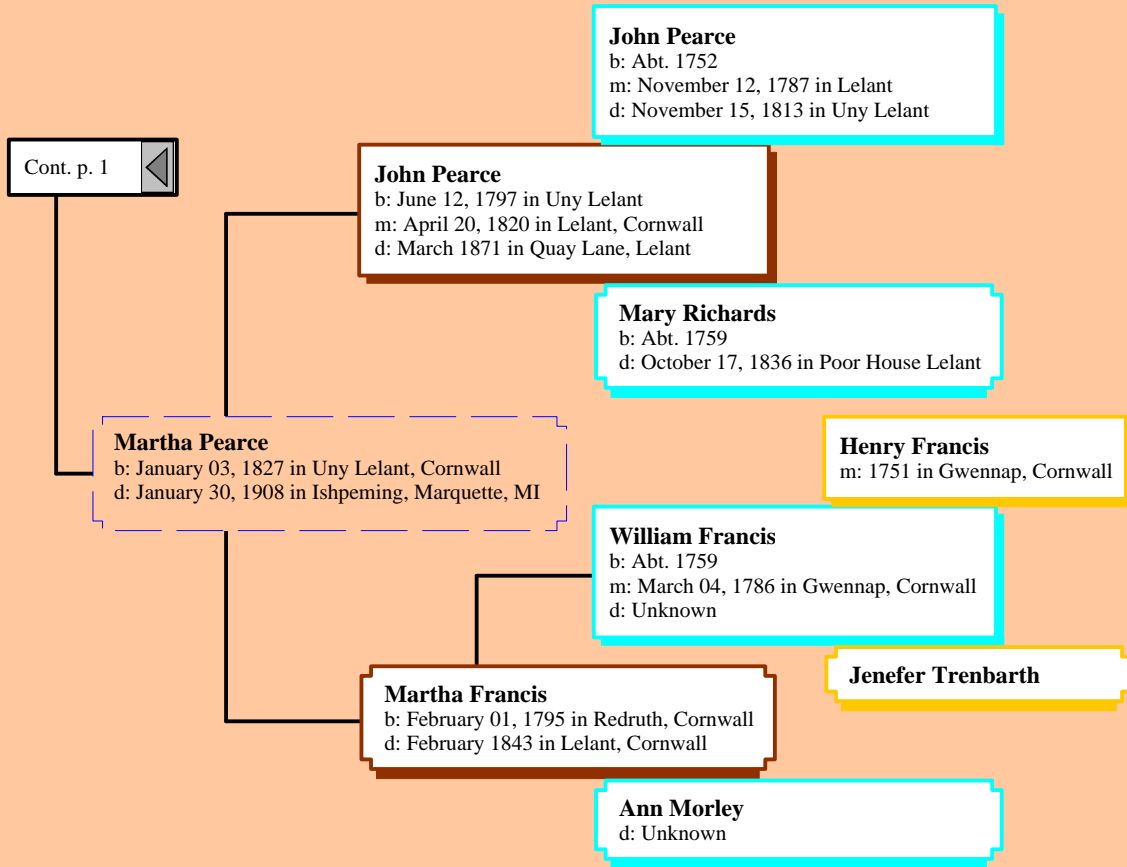 John Pearce
b: Abt. 1752
m: November 12, 1787 in Lelant
d: November 15, 1813 in Uny Lelant
Cont. p. 1
John Pearce
b: June 12, 1797 in Uny Lelant
m: April 20, 1820 in Lelant, Cornwall
d: March 1871 in Quay Lane, Lelant
Mary Richards
b: Abt. 1759
d: October 17, 1836 in Poor House Lelant
Martha Pearce
b: January 03, 1827 in Uny Lelant, Cornwall
d: January 30, 1908 in Ishpeming, Marquette, MI
Henry Francis
m: 1751 in Gwennap, Cornwall
William Francis
b: Abt. 1759
m: March 04, 1786 in Gwennap, Cornwall
d: Unknown
Jenefer Trenbarth
Martha Francis
b: February 01, 1795 in Redruth, Cornwall
d: February 1843 in Lelant, Cornwall
Ann Morley
d: Unknown